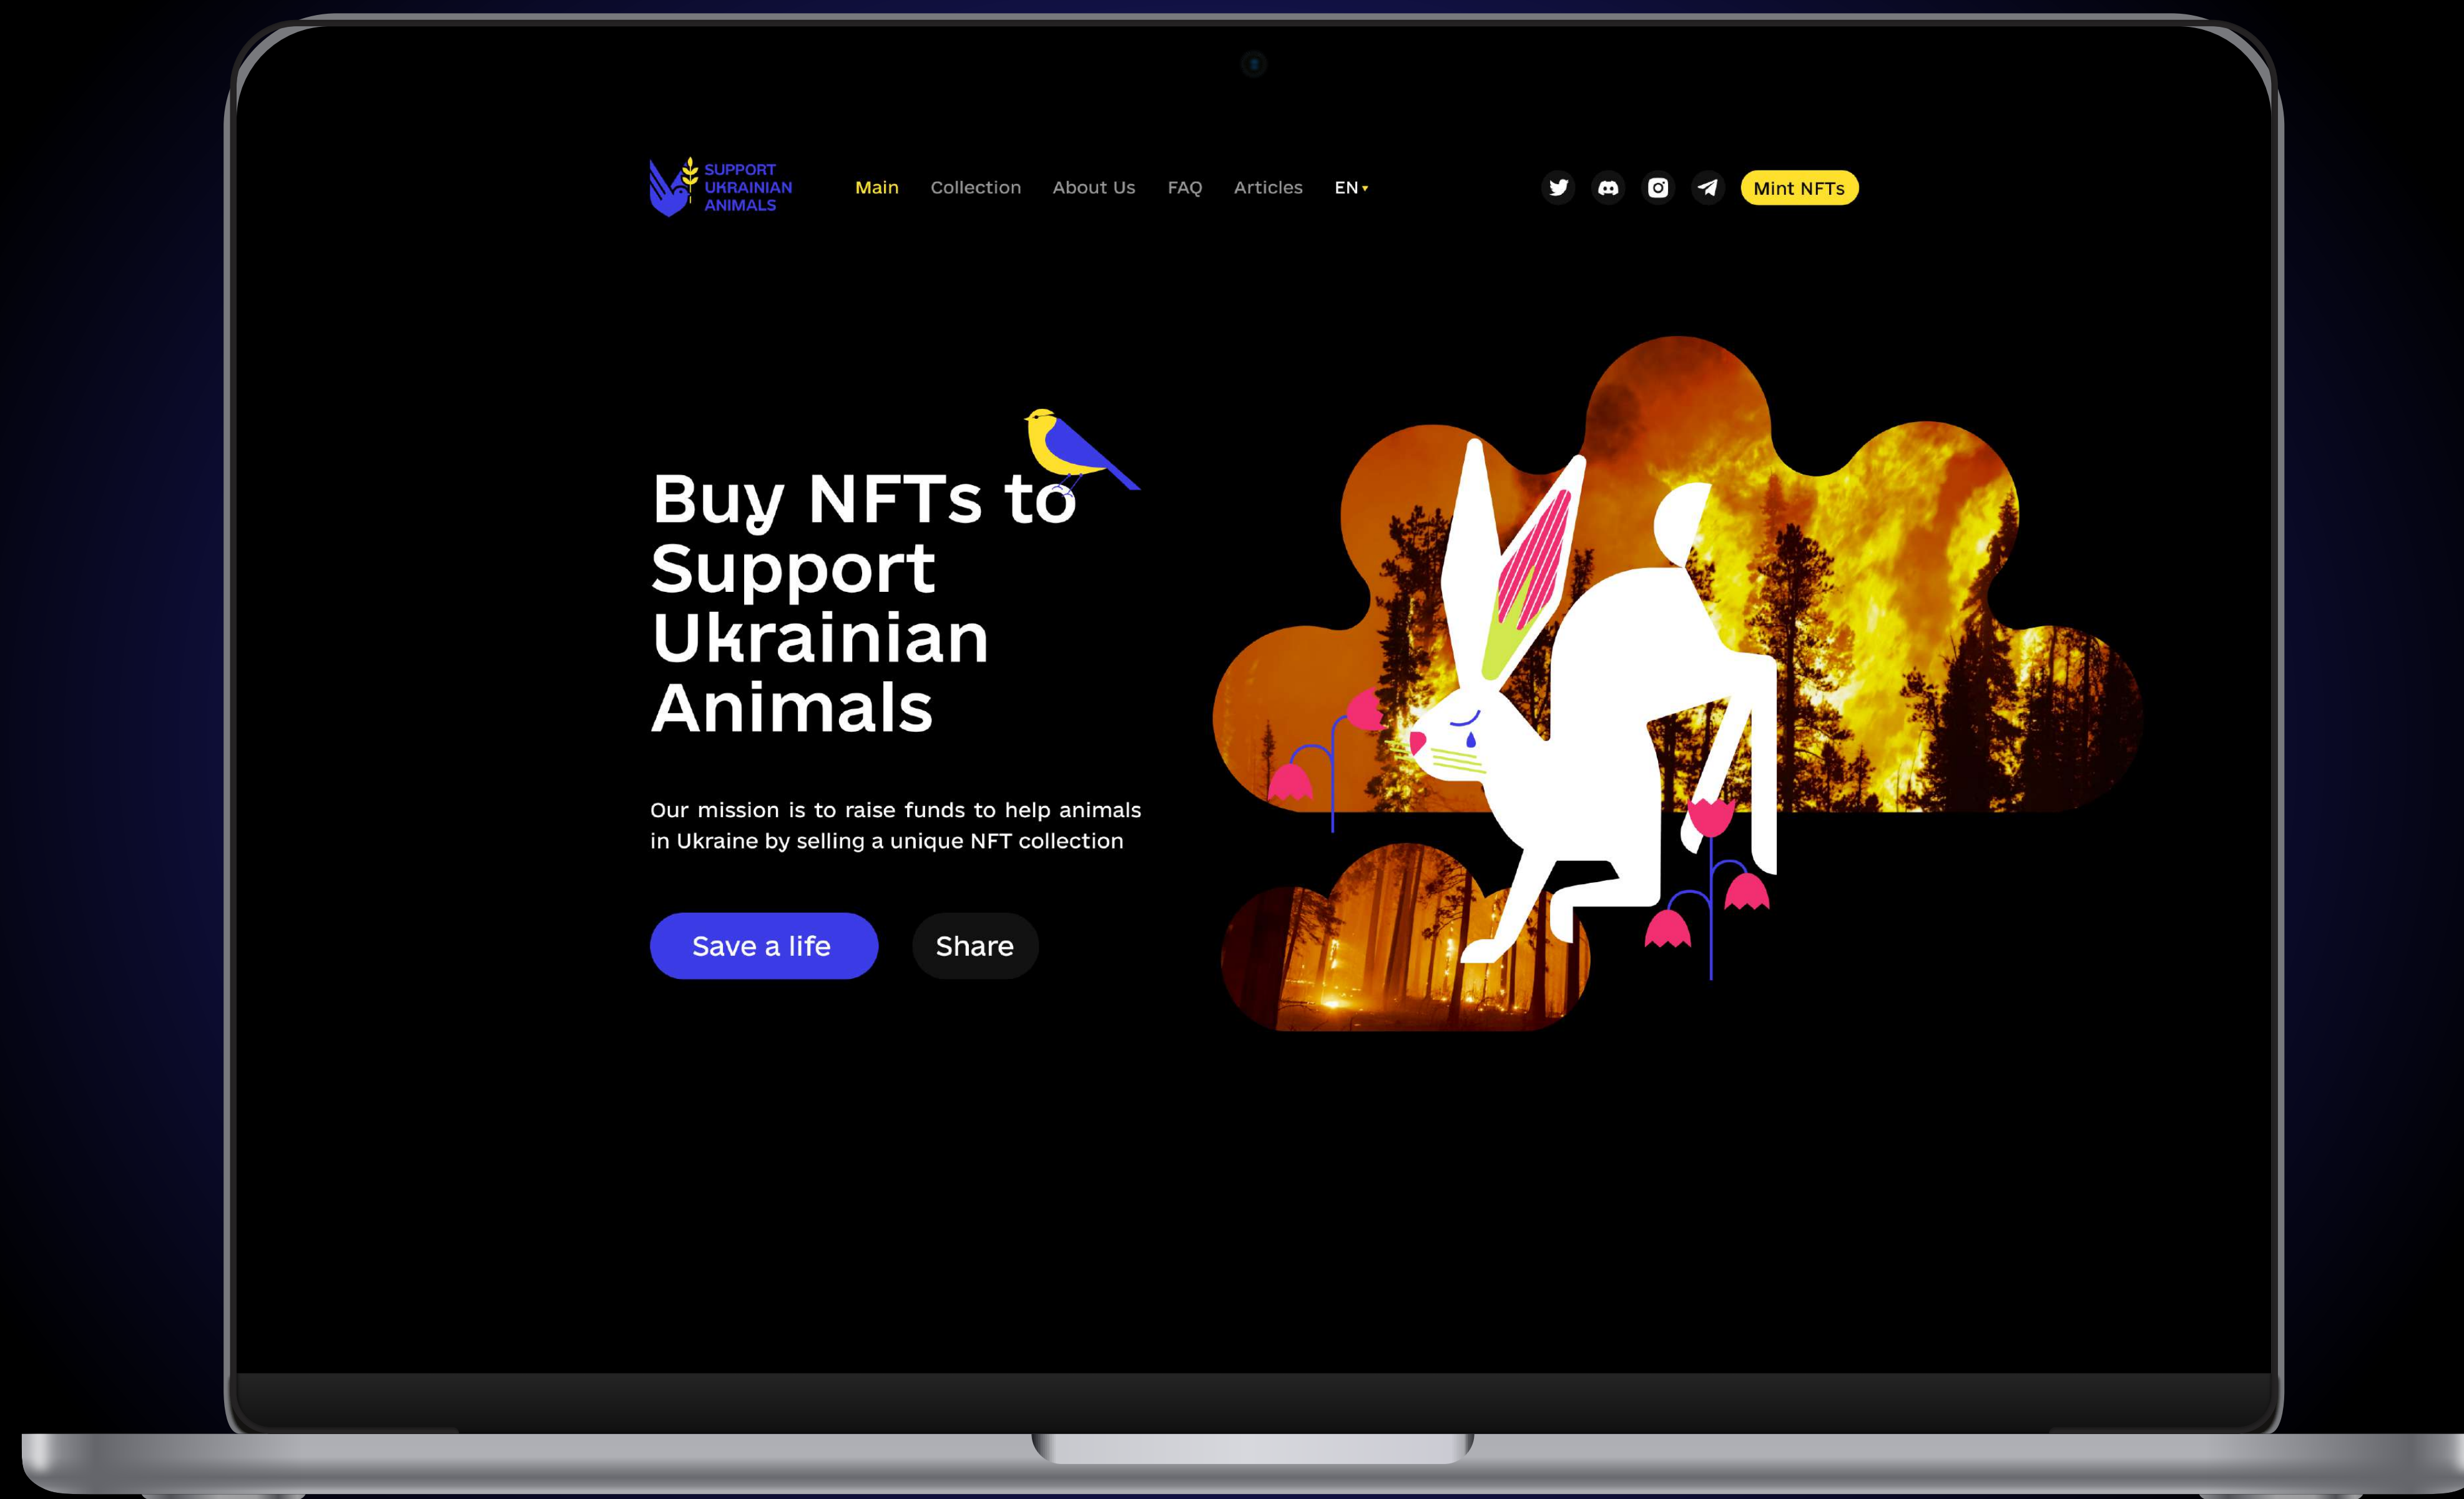 SUPPORT
UKRAINIAN
ANIMALS
Main Collection About Us FAQ Articles EN
Mint NFTs
Buy NFTs to
Support
Ukrainian
Animals
Our mission is to raise funds to help animals
in Ukraine by selling a unique NFT collection
Save a life Share